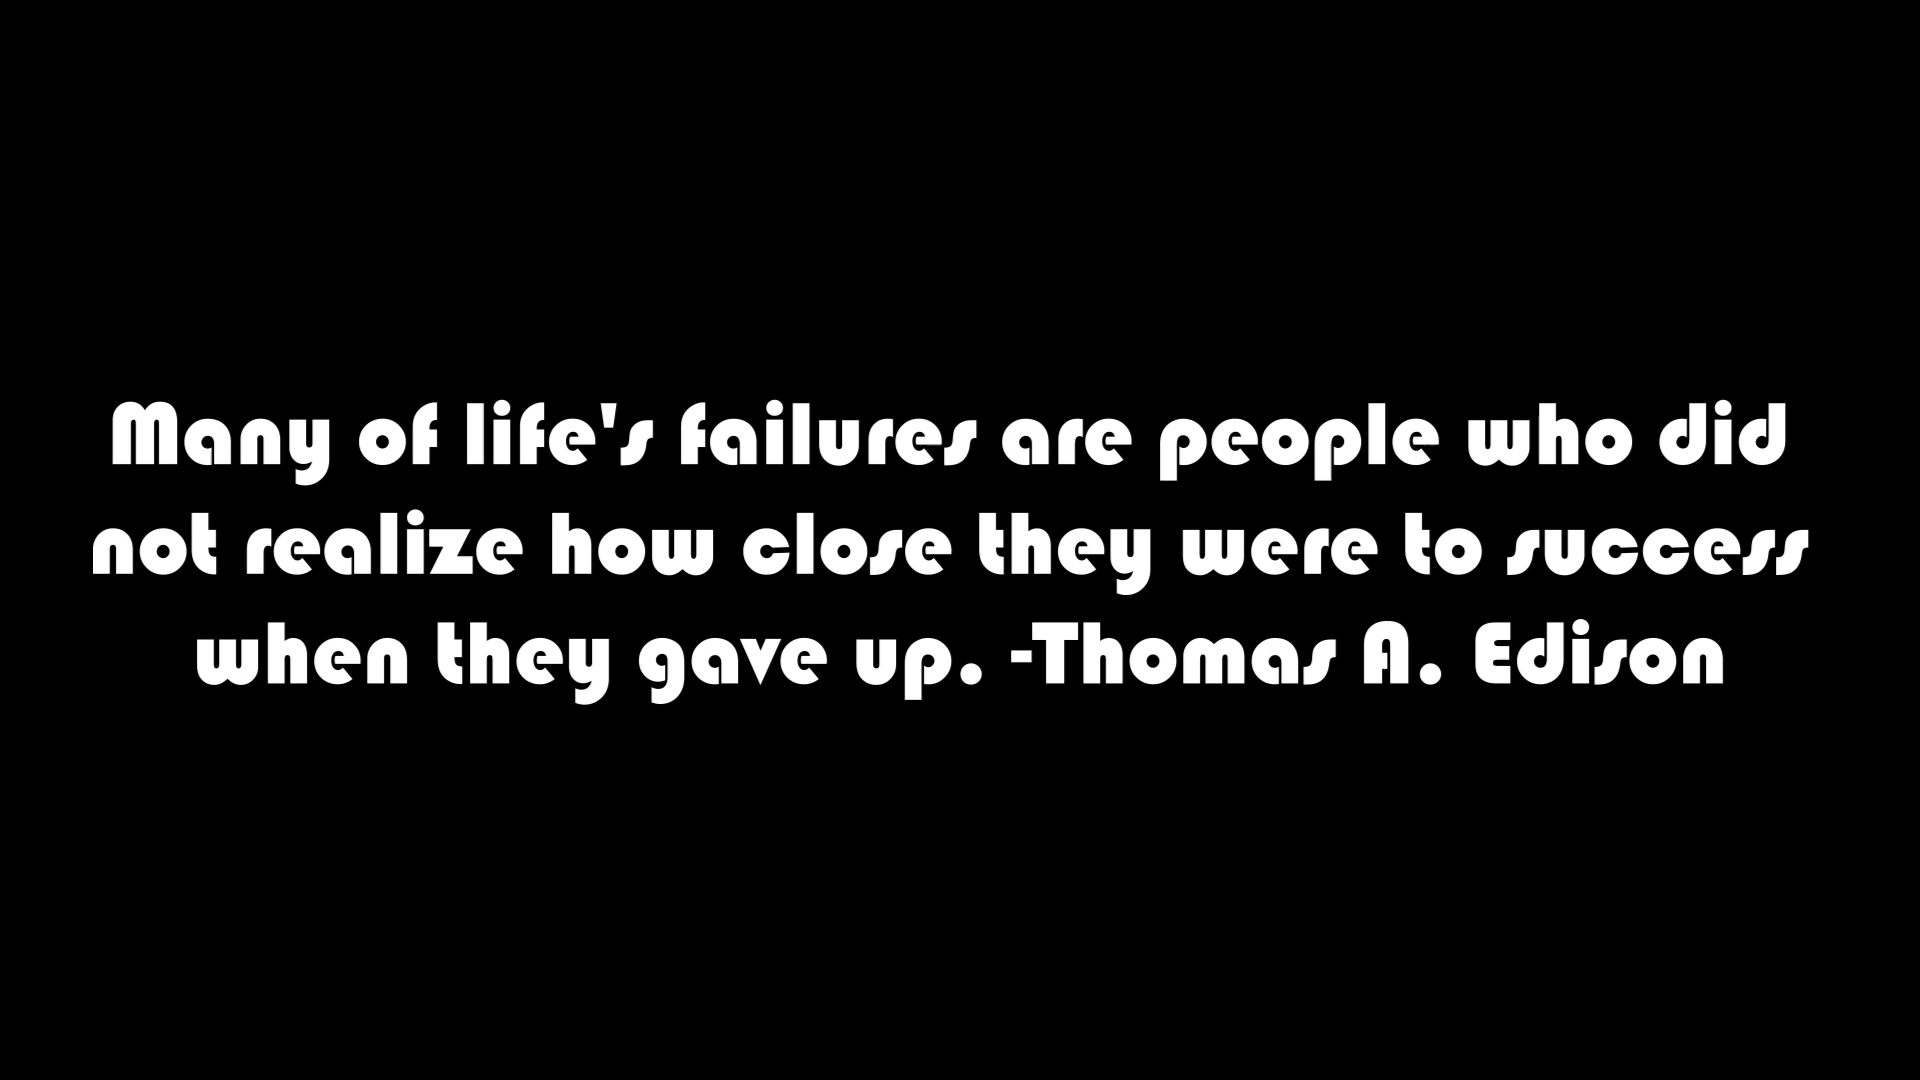 Many of life's failures are people who did
not realize how close they were to success
when they gave up. -Thomas A. Edison